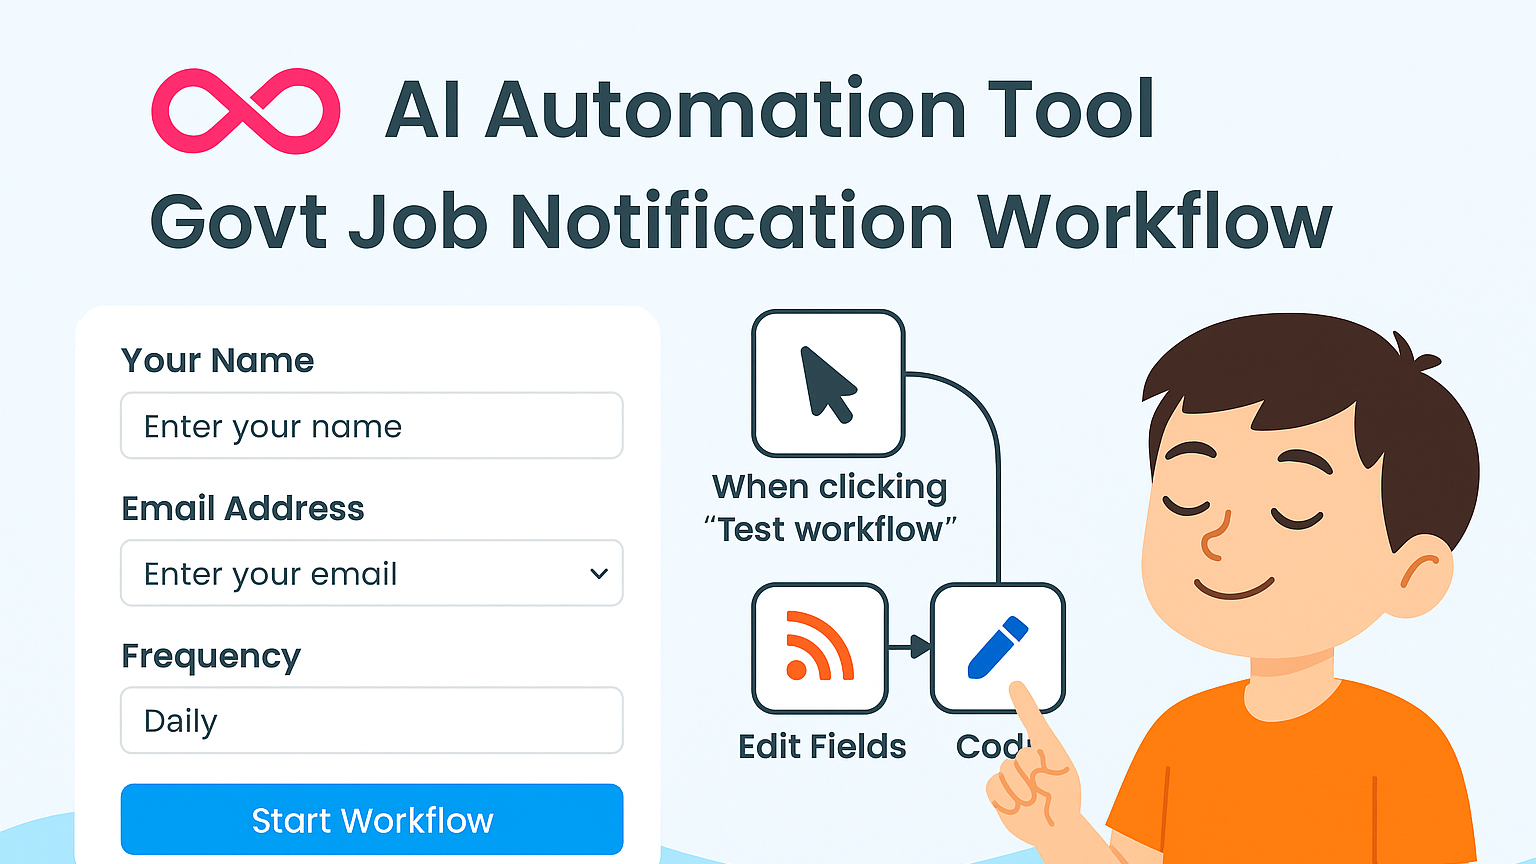 AI Automation Tool
Govt Job Notification Workflow
Your Name
Enter your name
Email Address
Enter your email
Frequency
Daily
Start Workflow
When clicking
“Test workflow”
Edit Fields